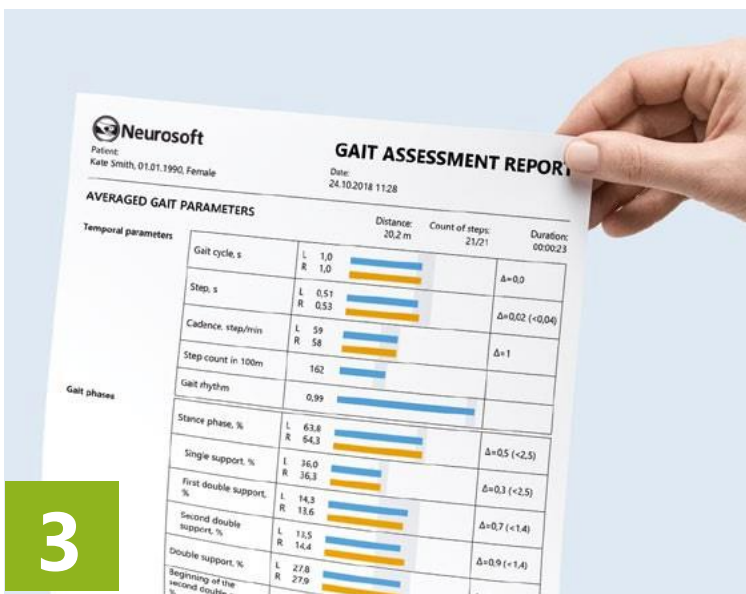 Neurosoft
GAIT ASSESSMENT REPORT
Patient:
Kate Smith, 01.01.1990, Female
Date:
24.10.2018 11:28
AVERAGED GAIT PARAMETERS
Distance: Count of steps: Duration:
20,2 m 21/21 00:00:23
Temporal parameters
Gait cycle, s L 1,0 Δ=0,0
R 1,0
Step, s L 0,51 Δ=0,02 (<0,04)
R 0,53
Cadence, step/min L 59 Δ=1
R 58
Step count in 100m 162
Gait rhythm 0,99
Gait phases
Stance phase, % L 63,8 Δ=0,5 (<2,5)
R 64,3
Single support, % L 36,0 Δ=0,3 (<2,5)
R 36,3
First double support, L 14,3 Δ=0,7 (<1,4)
% R 13,6
Second double L 13,5 Δ=0,9 (<1,4)
support, % R 14,4
Double support, % L 27,8
R 27,9
Beginning of the
second double
%
3